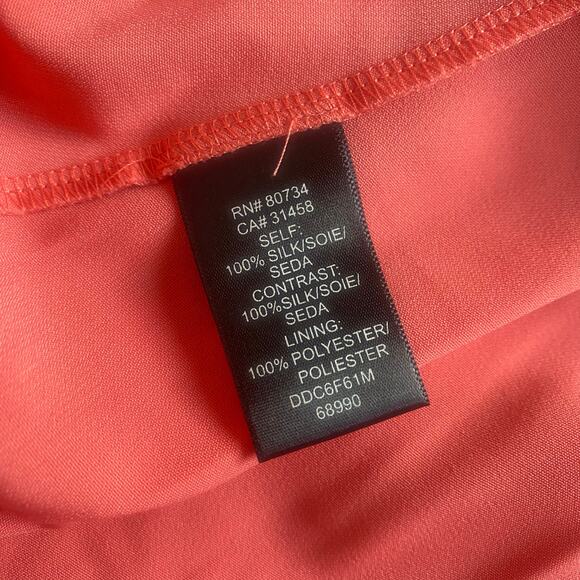 RN# 80734
CA# 31458
SELF:
100% SILK/SOIE/
SEDA
CONTRAST:
100%SILK/SOIE/
SEDA
LINING:
100% POLYESTER/
POLIESTER
DDC6F61M
68990